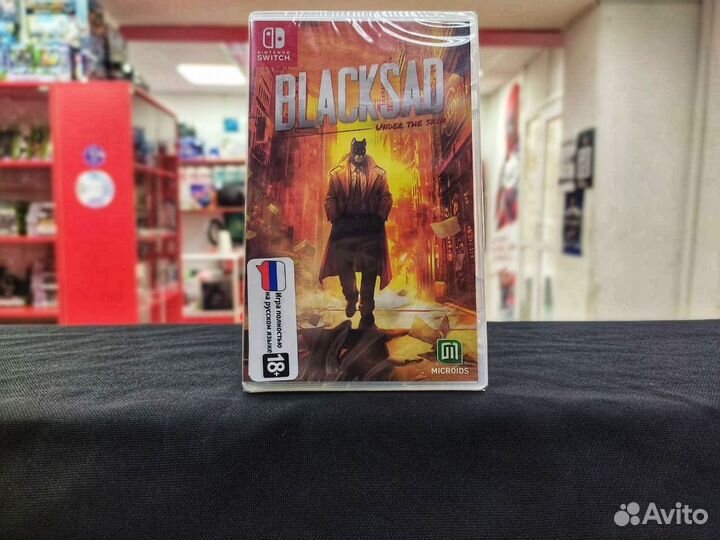 NINTENDO
SWITCH
BLACKSAD
UNDER THE SKIN
Игра полностью
на русском языке
18+
MICROIDS
Avito